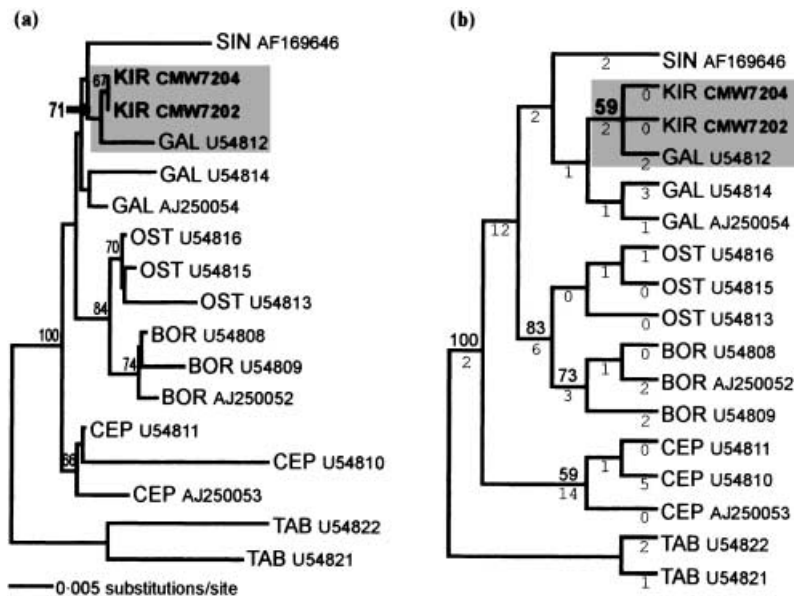 (a)
SIN AF169646
67
KIR CMW7204
71
KIR CMW7202
GAL U54812
GAL U54814
GAL AJ250054
OST U54816
70
OST U54815
OST U54813
84
BOR U54808
100
74
BOR U54809
BOR AJ250052
CEP U54811
66
CEP U54810
CEP AJ250053
TAB U54822
TAB U54821
0·005 substitutions/site
(b)
SIN AF169646
2
KIR CMW7204
0
59
2
KIR CMW7202
0
2
GAL U54812
2
1
GAL U54814
3
1
GAL AJ250054
1
12
OST U54816
1
1
OST U54815
0
0
OST U54813
0
83
6
BOR U54808
0
100
2
1
BOR AJ250052
2
73
3
BOR U54809
2
CEP U54811
0
1
59
14
CEP U54810
5
CEP AJ250053
0
TAB U54822
2
TAB U54821
1